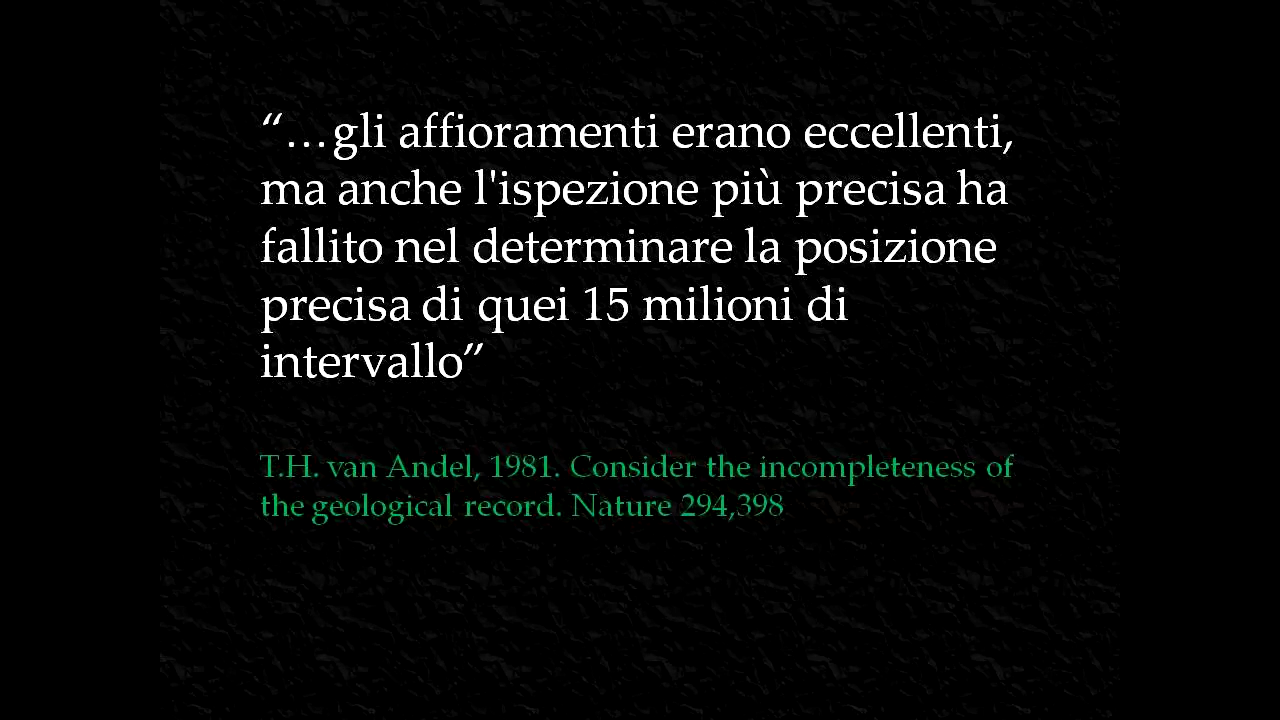 “…gli affioramenti erano eccellenti,
ma anche l'ispezione più precisa ha
fallito nel determinare la posizione
precisa di quei 15 milioni di
intervallo”
T.H. van Andel, 1981. Consider the incompleteness of
the geological record. Nature 294,398